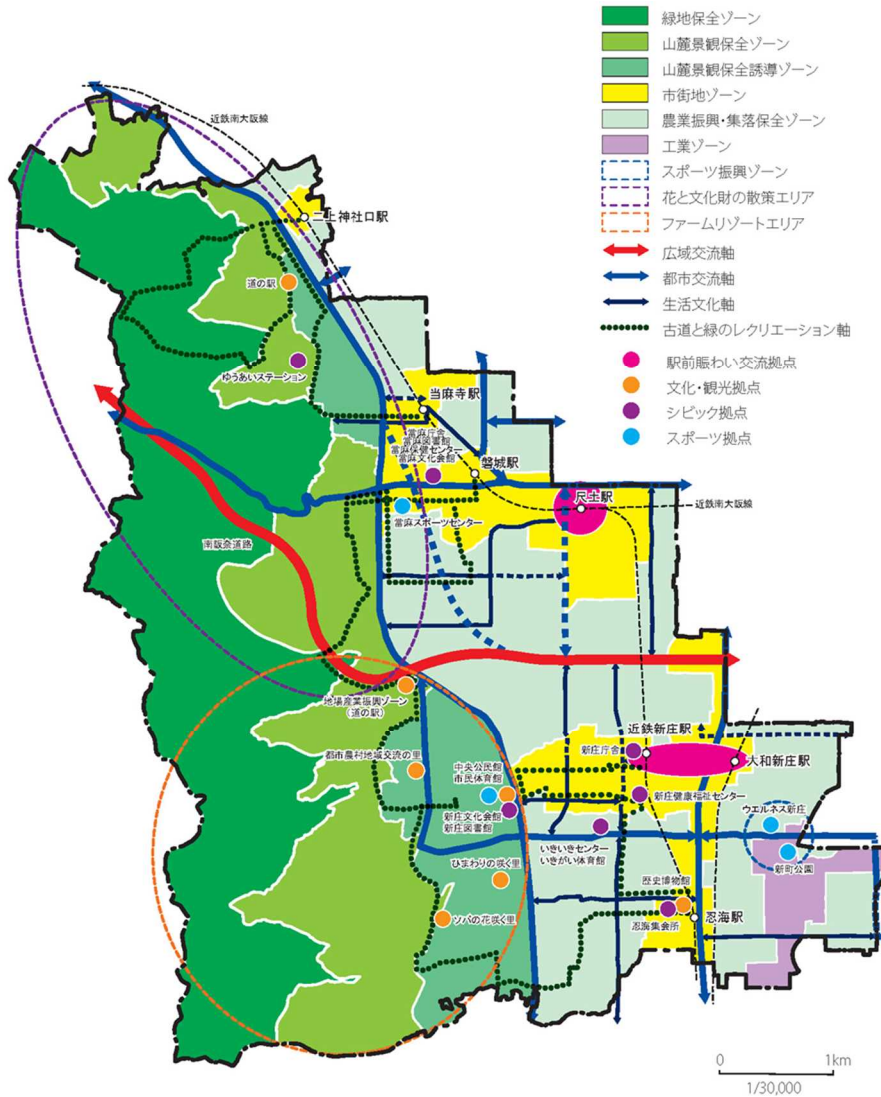 緑地保全ゾーン
山麓景観保全ゾーン
山麓景観保全誘導ゾーン
市街地ゾーン
農業振興・集落保全ゾーン
工業ゾーン
スポーツ振興ゾーン
花と文化財の散策エリア
ファームリゾートエリア
広域交流軸
都市交流軸
生活文化軸
古道と緑のレクリエーション軸
駅前賑わい交流拠点
文化・観光拠点
シビック拠点
スポーツ拠点
近鉄南大阪線
二上神社口駅
道の駅
ゆうあいステーション
当麻寺駅
當麻庁舎
當麻図書館
當麻保健センター
當麻文化会館
磐城駅
尺土駅
近鉄南大阪線
當麻スポーツセンター
南阪奈道路
地場産業振興ゾーン
(道の駅)
近鉄新庄駅
新庄庁舎
大和新庄駅
都市農村地域交流の里
中央公民館
市民体育館
新庄健康福祉センター
新庄文化会館
新庄図書館
ウエルネス新庄
いきいきセンター
いきがい体育館
新町公園
ひまわりの咲く里
歴史博物館
ソバの花咲く里
忍海集会所
忍海駅
0 1km
1/30,000